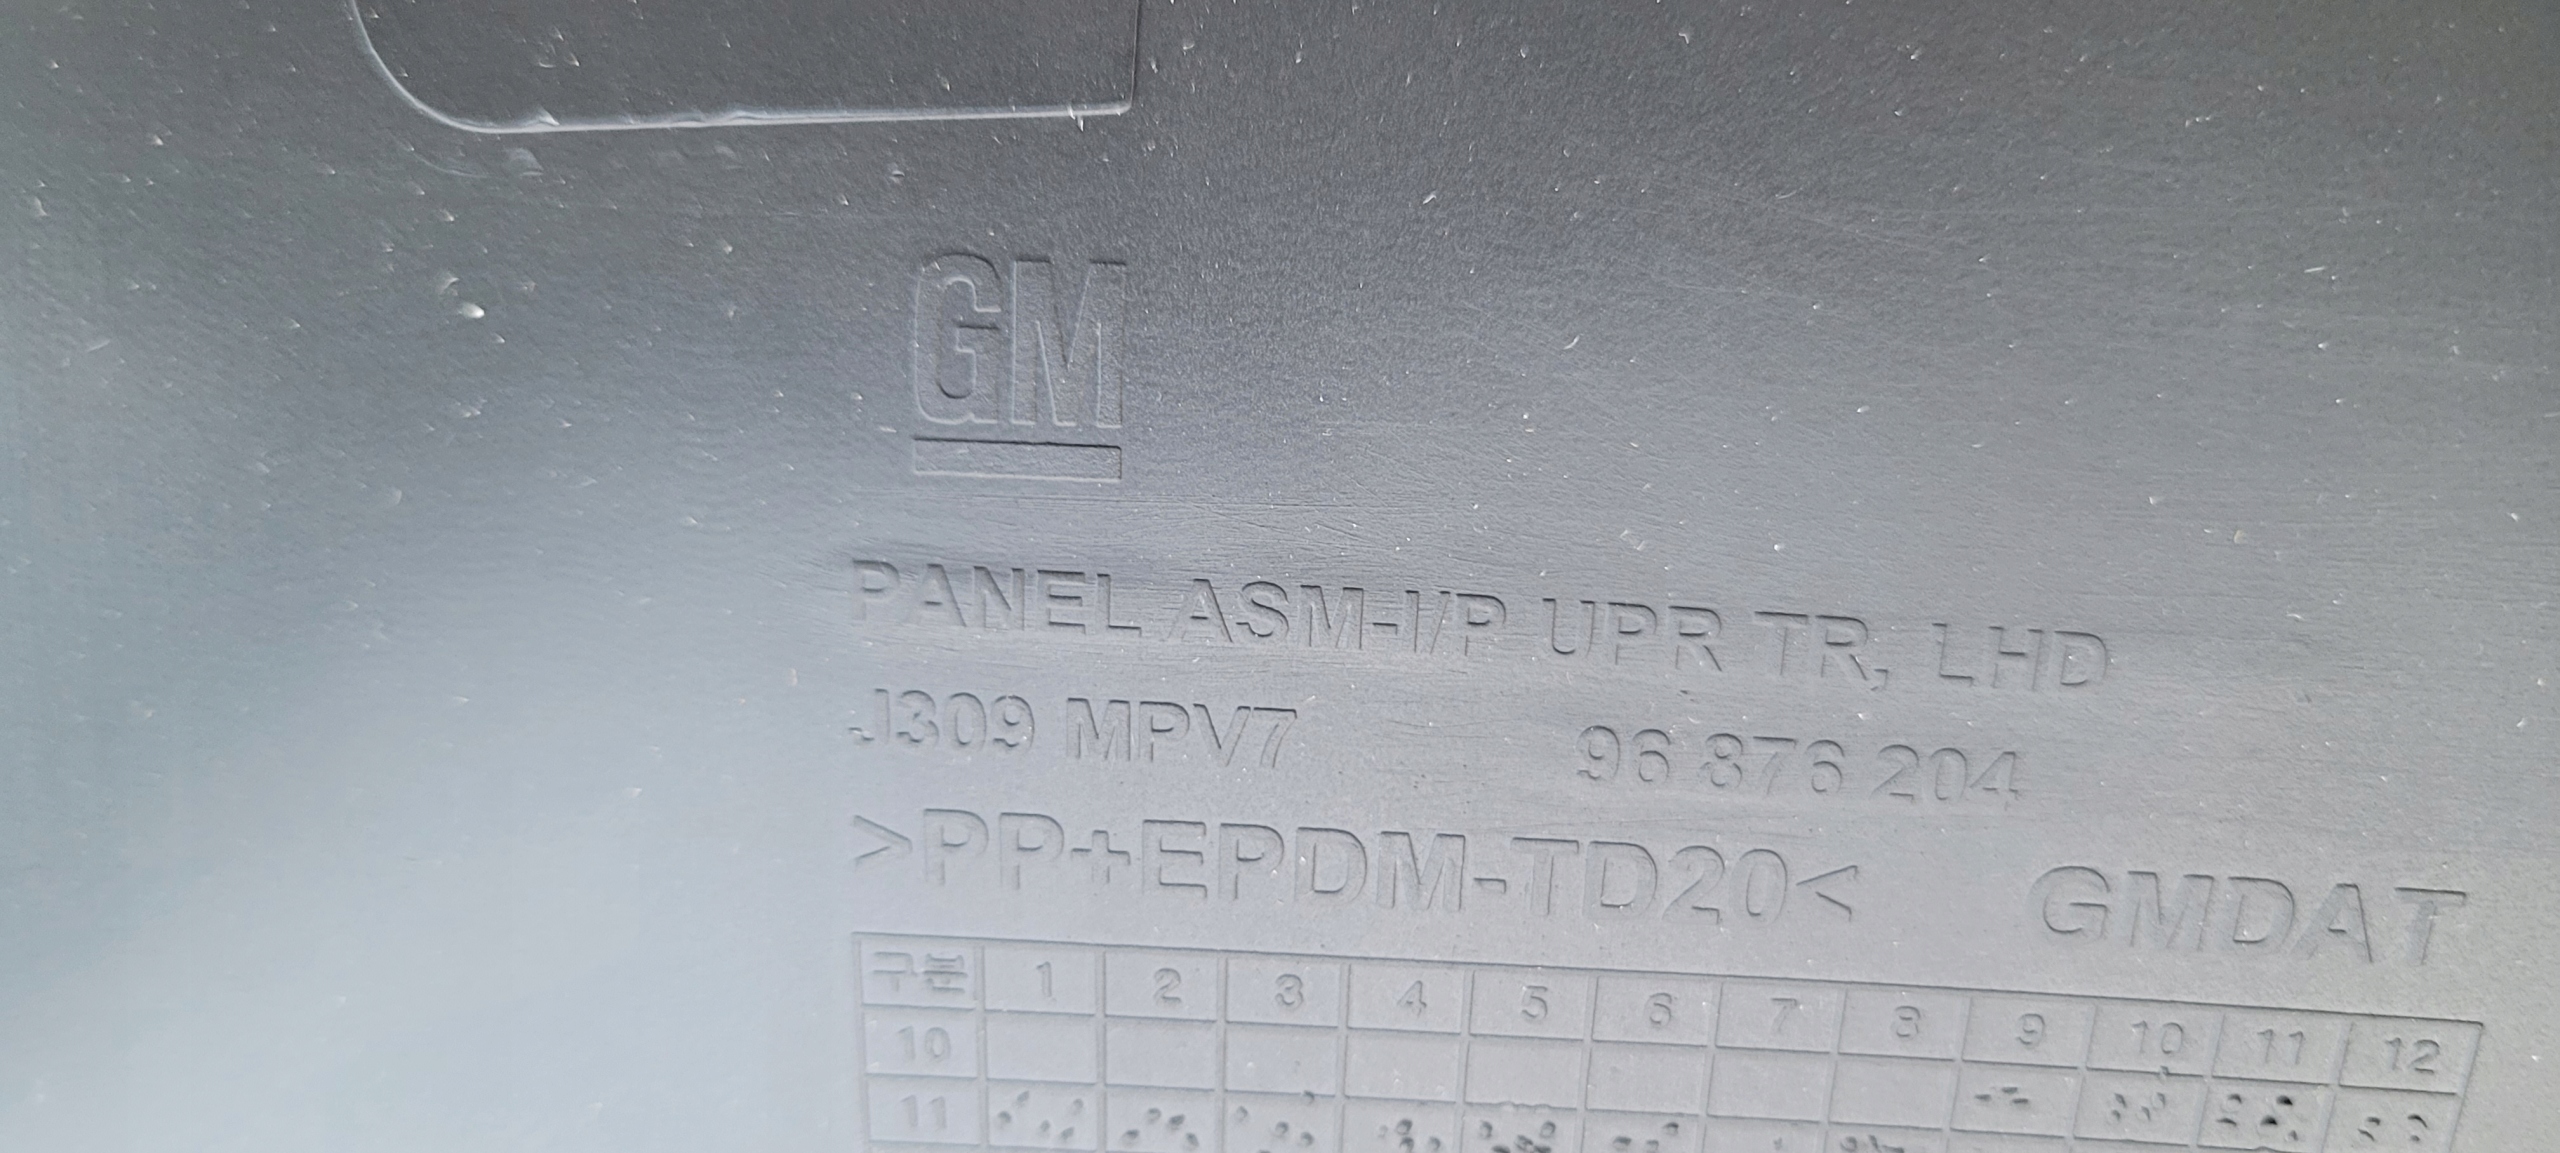 GM
PANEL ASM-I/P UPR TR, LHD
J309 MPV7 96 876 204
>PP+EPDM-TD20< GMDAT
구분 1 2 3 4 5 6 7 8 9 10 11 12
10
11